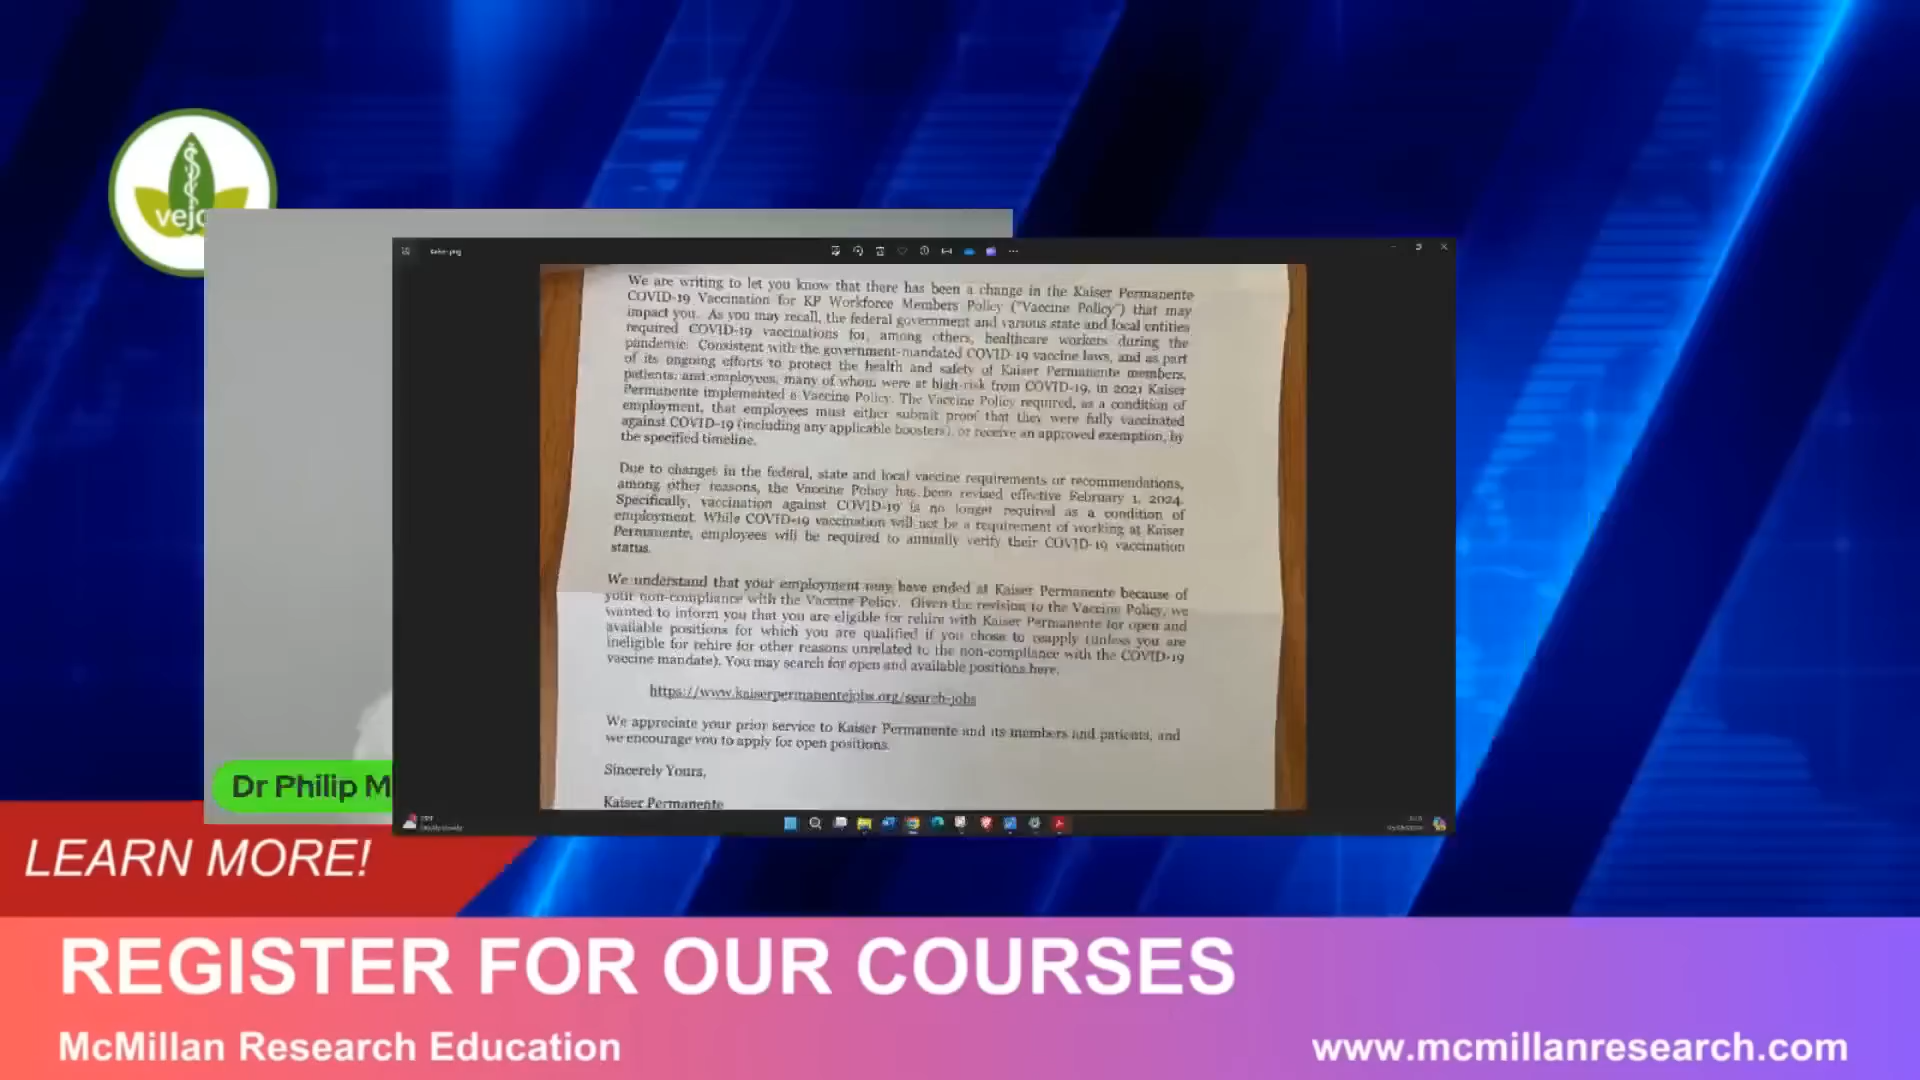 vejo
We are writing to let you know that there has been a change in the Kaiser Permanente
COVID-19 Vaccination for KP Workforce Members Policy ("Vaccine Policy") that may
impact you. As you may recall, the federal government and various state and local entities
required COVID-19 vaccinations for, among others, healthcare workers during the
pandemic. Consistent with the government-mandated COVID-19 vaccine laws, and as part
of its ongoing efforts to protect the health and safety of Kaiser Permanente members,
patients, and employees, many of whom were at high-risk from COVID-19, in 2021 Kaiser
Permanente implemented a Vaccine Policy. The Vaccine Policy required, as a condition of
employment, that employees must either submit proof that they were fully vaccinated
against COVID-19 (including any applicable boosters), or receive an approved exemption, by
the specified timeline.
Due to changes in the federal, state and local vaccine requirements or recommendations,
among other reasons, the Vaccine Policy has been revised effective February 1, 2024.
Specifically, vaccination against COVID-19 is no longer required as a condition of
employment. While COVID-19 vaccination will not be a requirement of working at Kaiser
Permanente, employees will be required to annually verify their COVID-19 vaccination
status.
We understand that your employment may have ended at Kaiser Permanente because of
your non-compliance with the Vaccine Policy. Given the revision to the Vaccine Policy, we
wanted to inform you that you are eligible for rehire with Kaiser Permanente for open and
available positions for which you are qualified if you chose to reapply (unless you are
ineligible for rehire for other reasons unrelated to the non-compliance with the COVID-19
vaccine mandate). You may search for open and available positions here.
https://www.kaiserpermanentejobs.org/search-jobs
We appreciate your prior service to Kaiser Permanente and its members and patients, and
we encourage you to apply for open positions.
Sincerely Yours,
Kaiser Permanente
Dr Philip M
LEARN MORE!
REGISTER FOR OUR COURSES
McMillan Research Education
www.mcmillanresearch.com